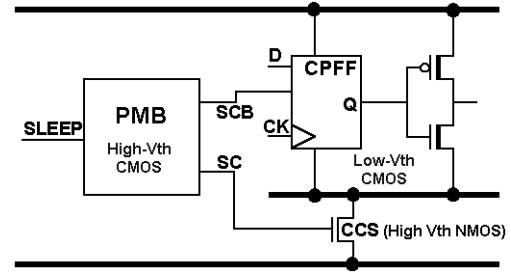 D
CPFF
PMB
SCB
Q
SLEEP
High-Vth
CMOS
CK
SC
Low-Vth
CMOS
CCS (High Vth NMOS)